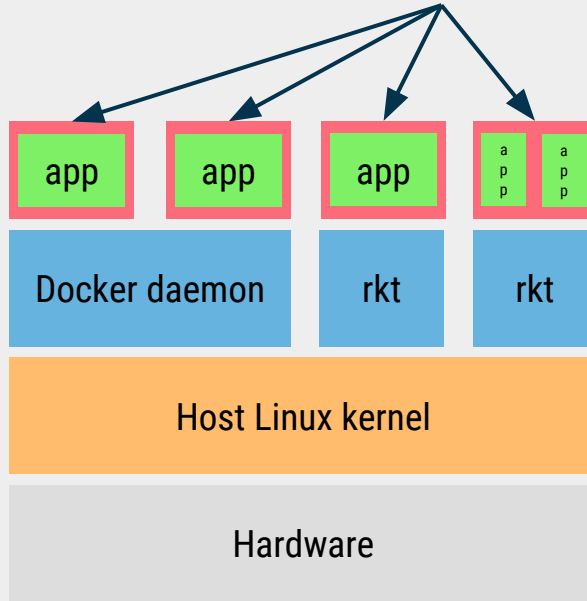 app
app
app
a
p
p
a
p
p
Docker daemon
rkt
rkt
Host Linux kernel
Hardware